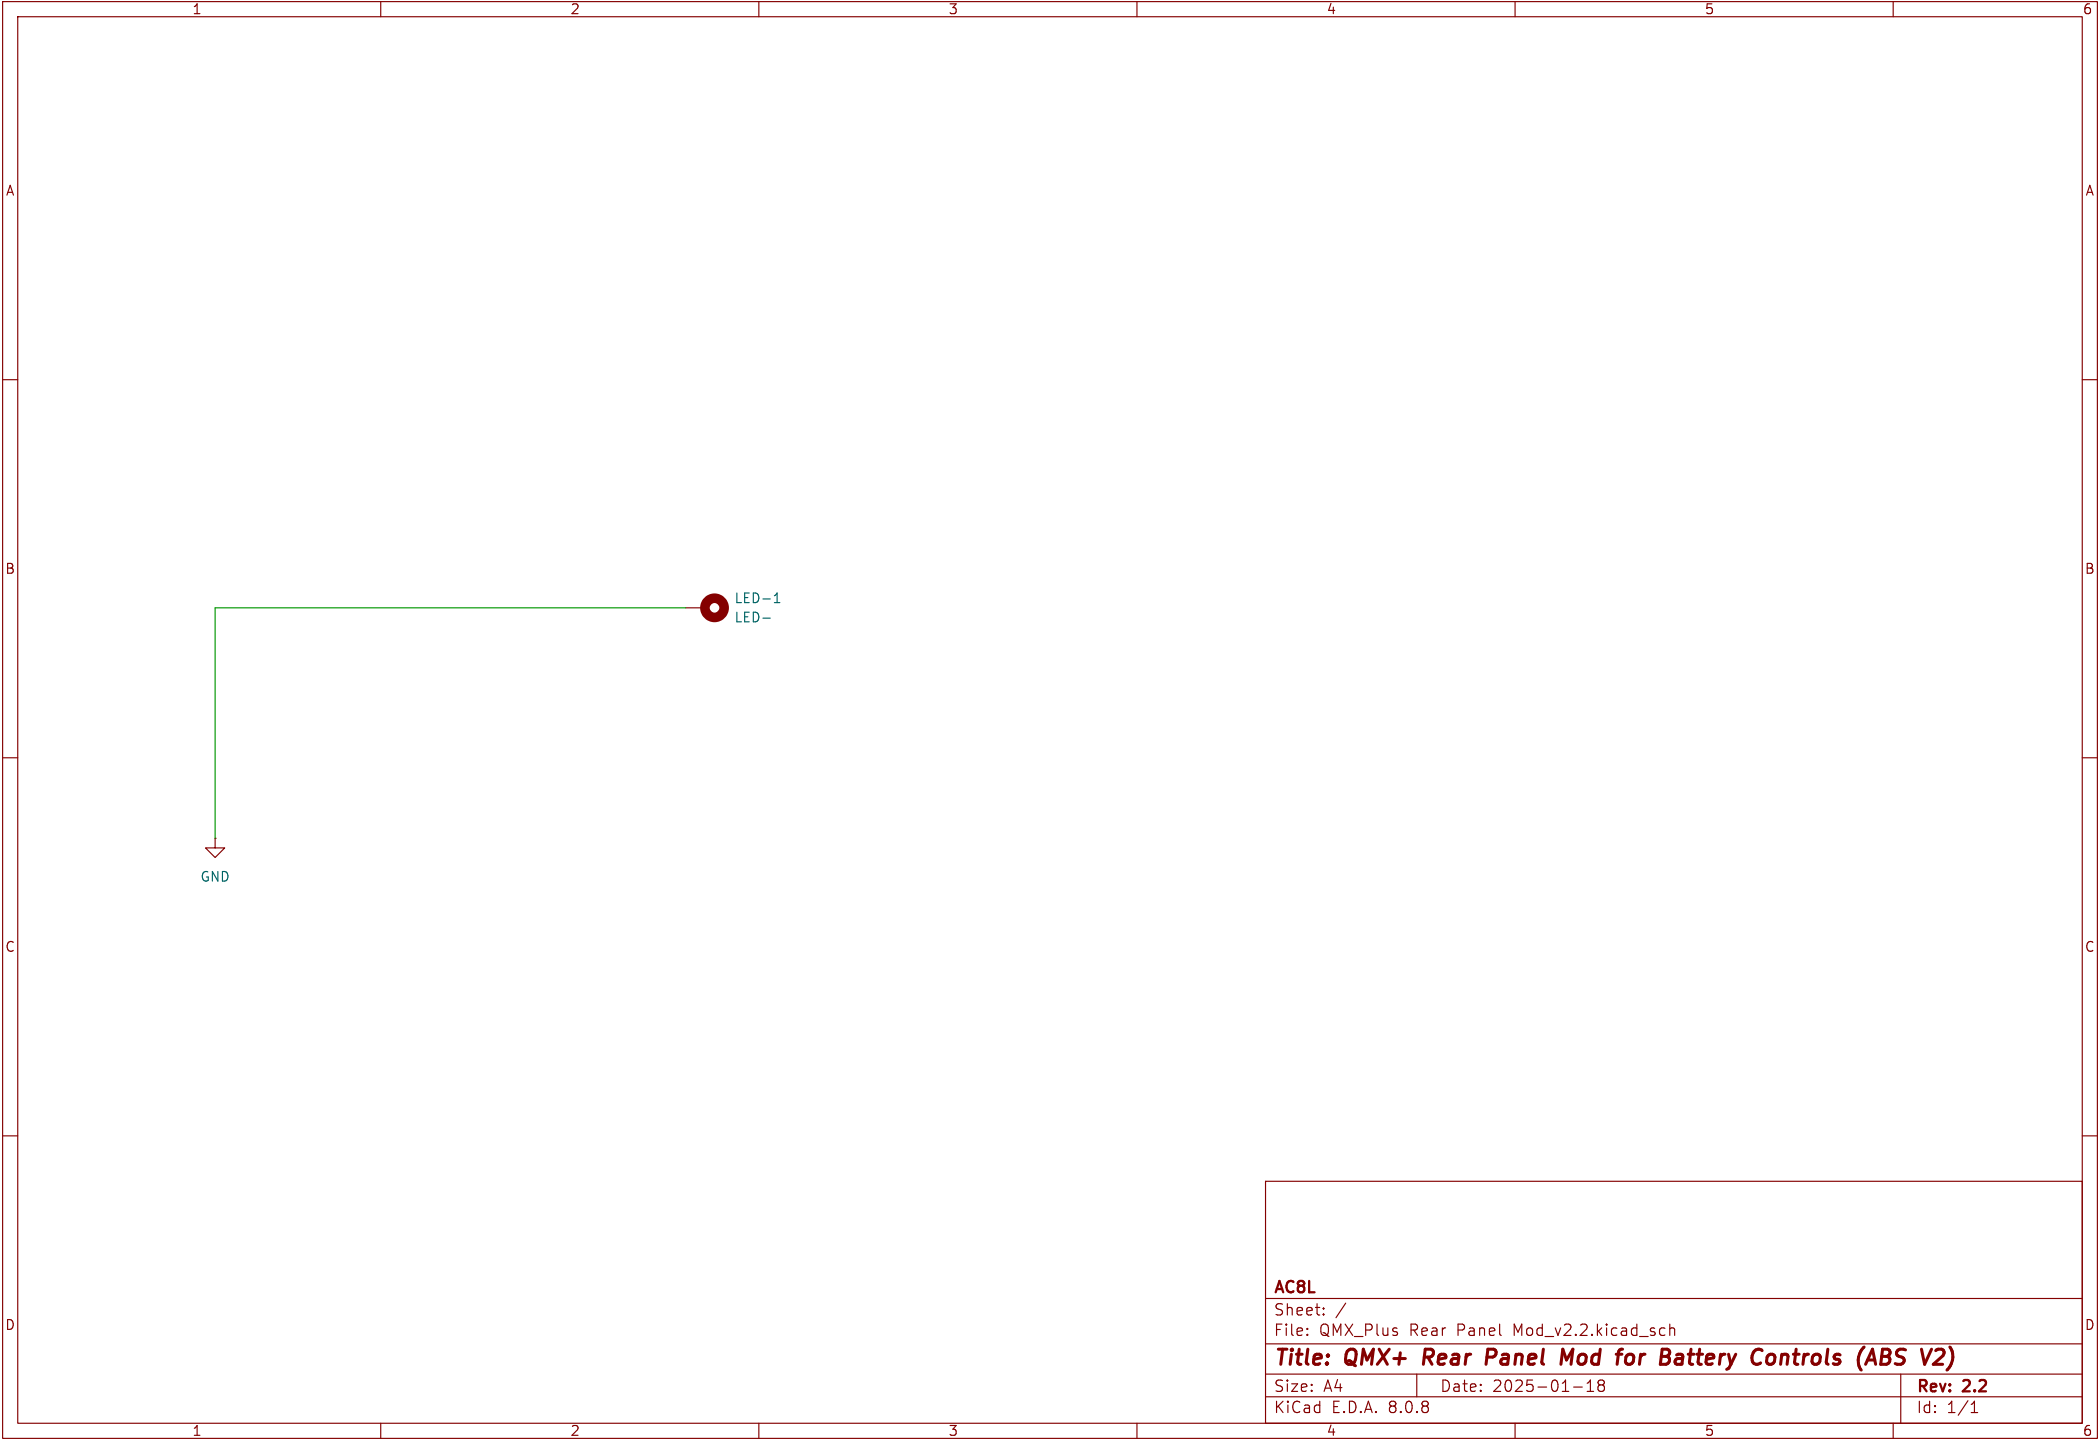 1 2 3 4 5 6
A A
B B
LED-1
LED-
GND
C C
AC8L
Sheet: /
File: QMX_Plus Rear Panel Mod_v2.2.kicad_sch
D D
Title: QMX+ Rear Panel Mod for Battery Controls (ABS V2)
Size: A4 Date: 2025-01-18 Rev: 2.2
KiCad E.D.A. 8.0.8 Id: 1/1
1 2 3 4 5 6